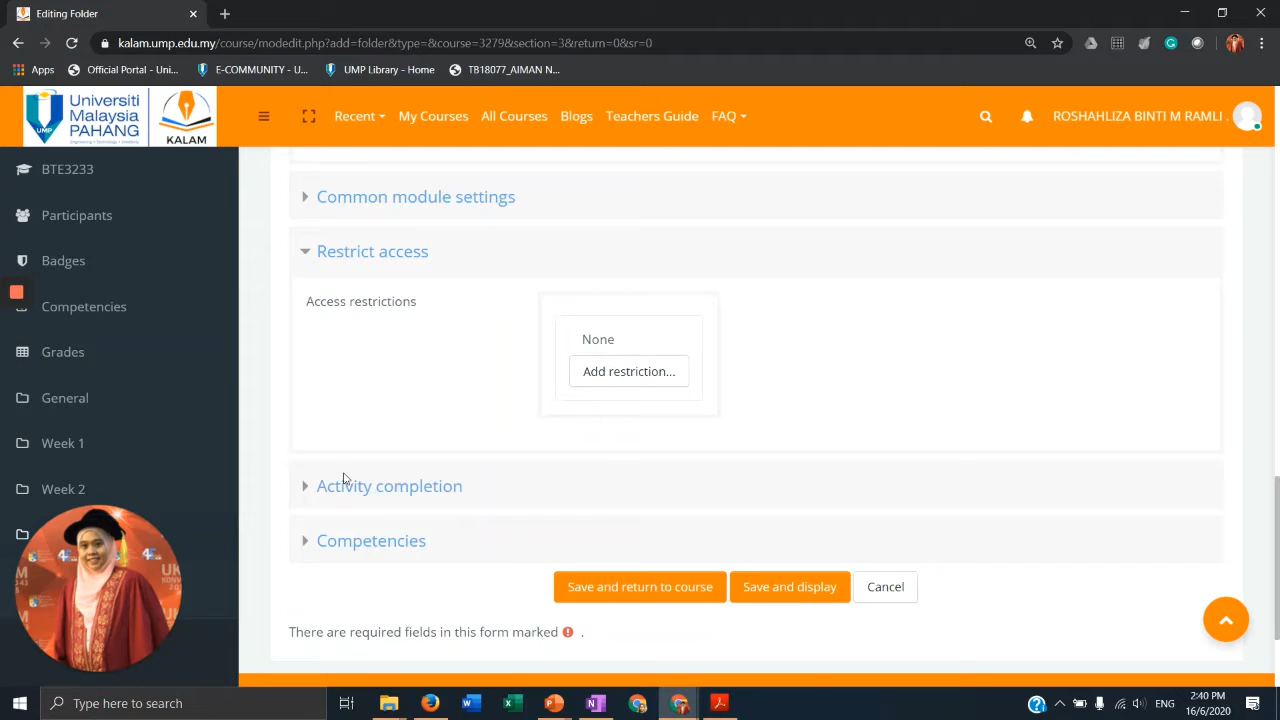 Editing Folder
kalam.ump.edu.my/course/modedit.php?add=folder&type=&course=3279&section=3&return=0&sr=0
Apps
Official Portal - Uni...
E-COMMUNITY - U...
UMP Library - Home
TB18077_AIMAN N...
UMP
Universiti
Malaysia
PAHANG
KALAM
Recent
My Courses
All Courses
Blogs
Teachers Guide
FAQ
ROSHAHLIZA BINTI M RAMLI .
BTE3233
Participants
Badges
Competencies
Grades
General
Week 1
Week 2
Common module settings
Restrict access
Access restrictions
None
Add restriction...
Activity completion
Competencies
Save and return to course
Save and display
Cancel
There are required fields in this form marked .
Type here to search
ENG
2:40 PM
16/6/2020